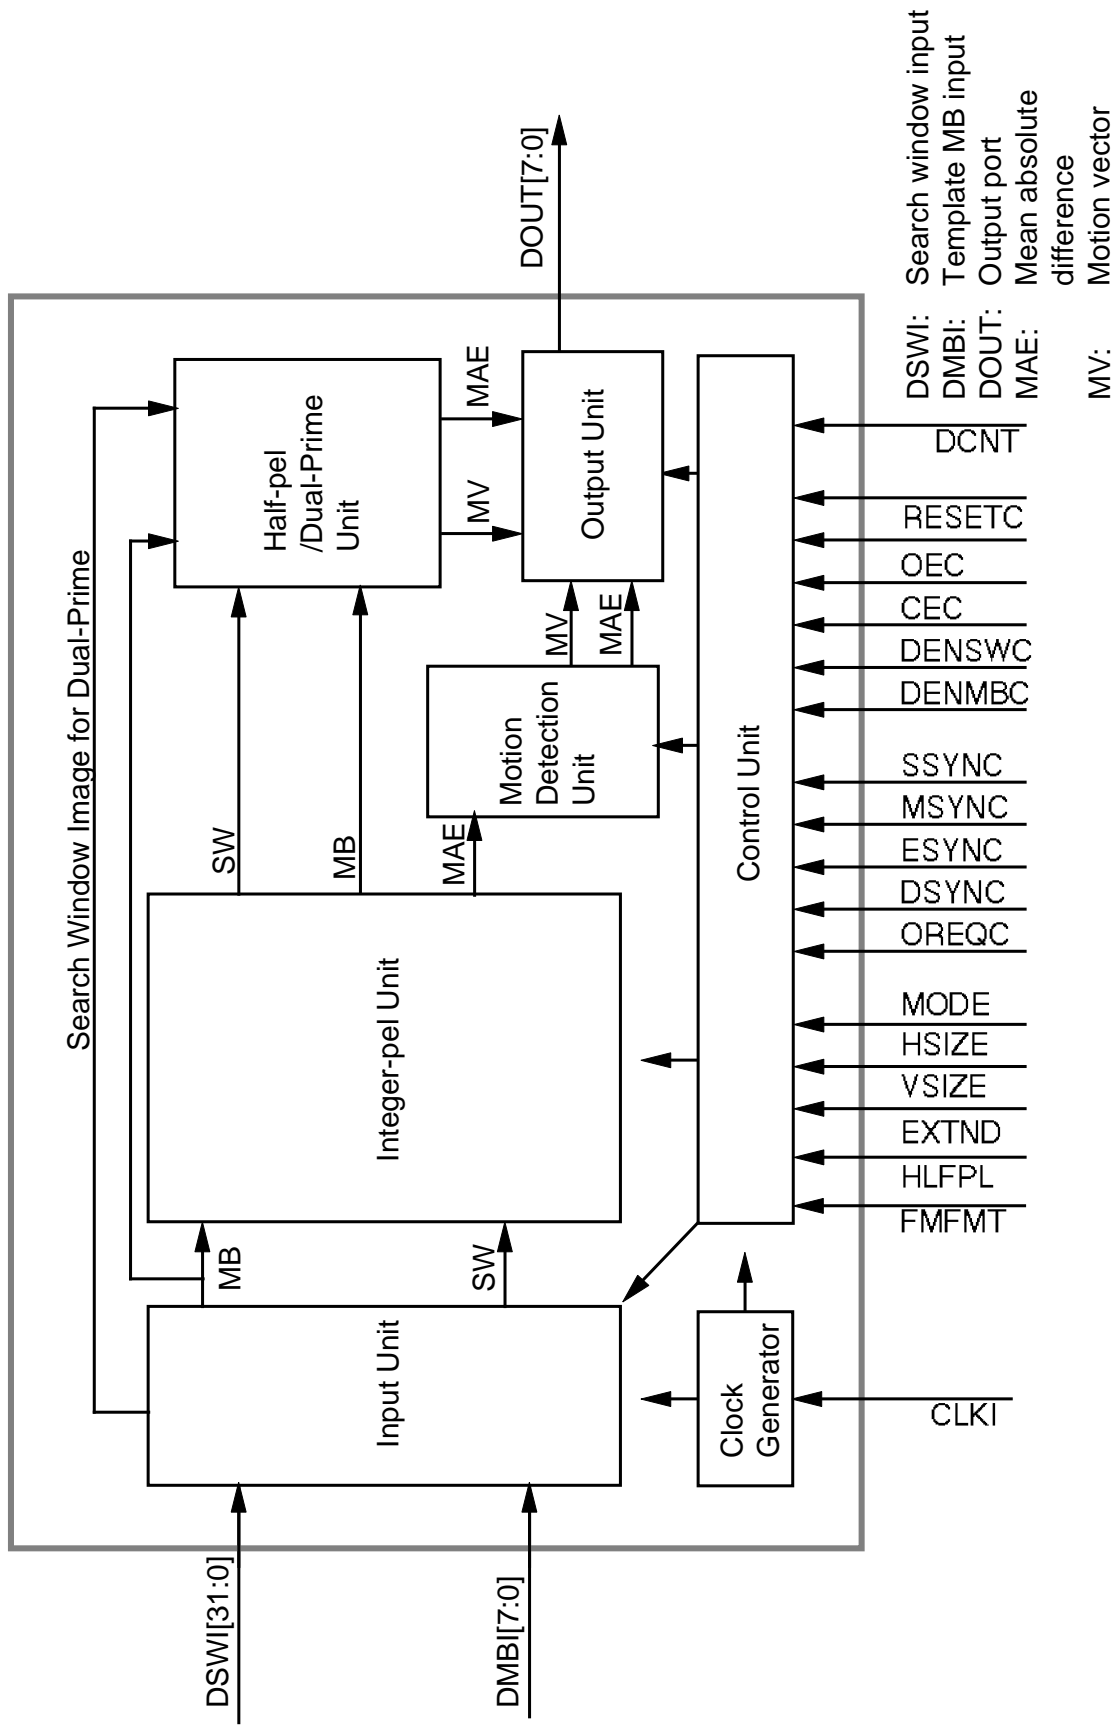 Search Window Image for Dual-Prime
DSWI[31:0]
DMBI[7:0]
Input Unit
MB
SW
Integer-pel Unit
SW
MB
MAE
Half-pel
/Dual-Prime
Unit
Motion
Detection
Unit
MV
MAE
MV
MAE
Output Unit
DOUT[7:0]
Clock
Generator
Control Unit
CLKI
FMFMT
HLFPL
EXTND
VSIZE
HSIZE
MODE
OREQC
DSYNC
ESYNC
MSYNC
SSYNC
DENMBC
DENSWC
CEC
OEC
RESETC
DCNT
DSWI: Search window input
DMBI: Template MB input
DOUT: Output port
MAE: Mean absolute
difference
MV: Motion vector